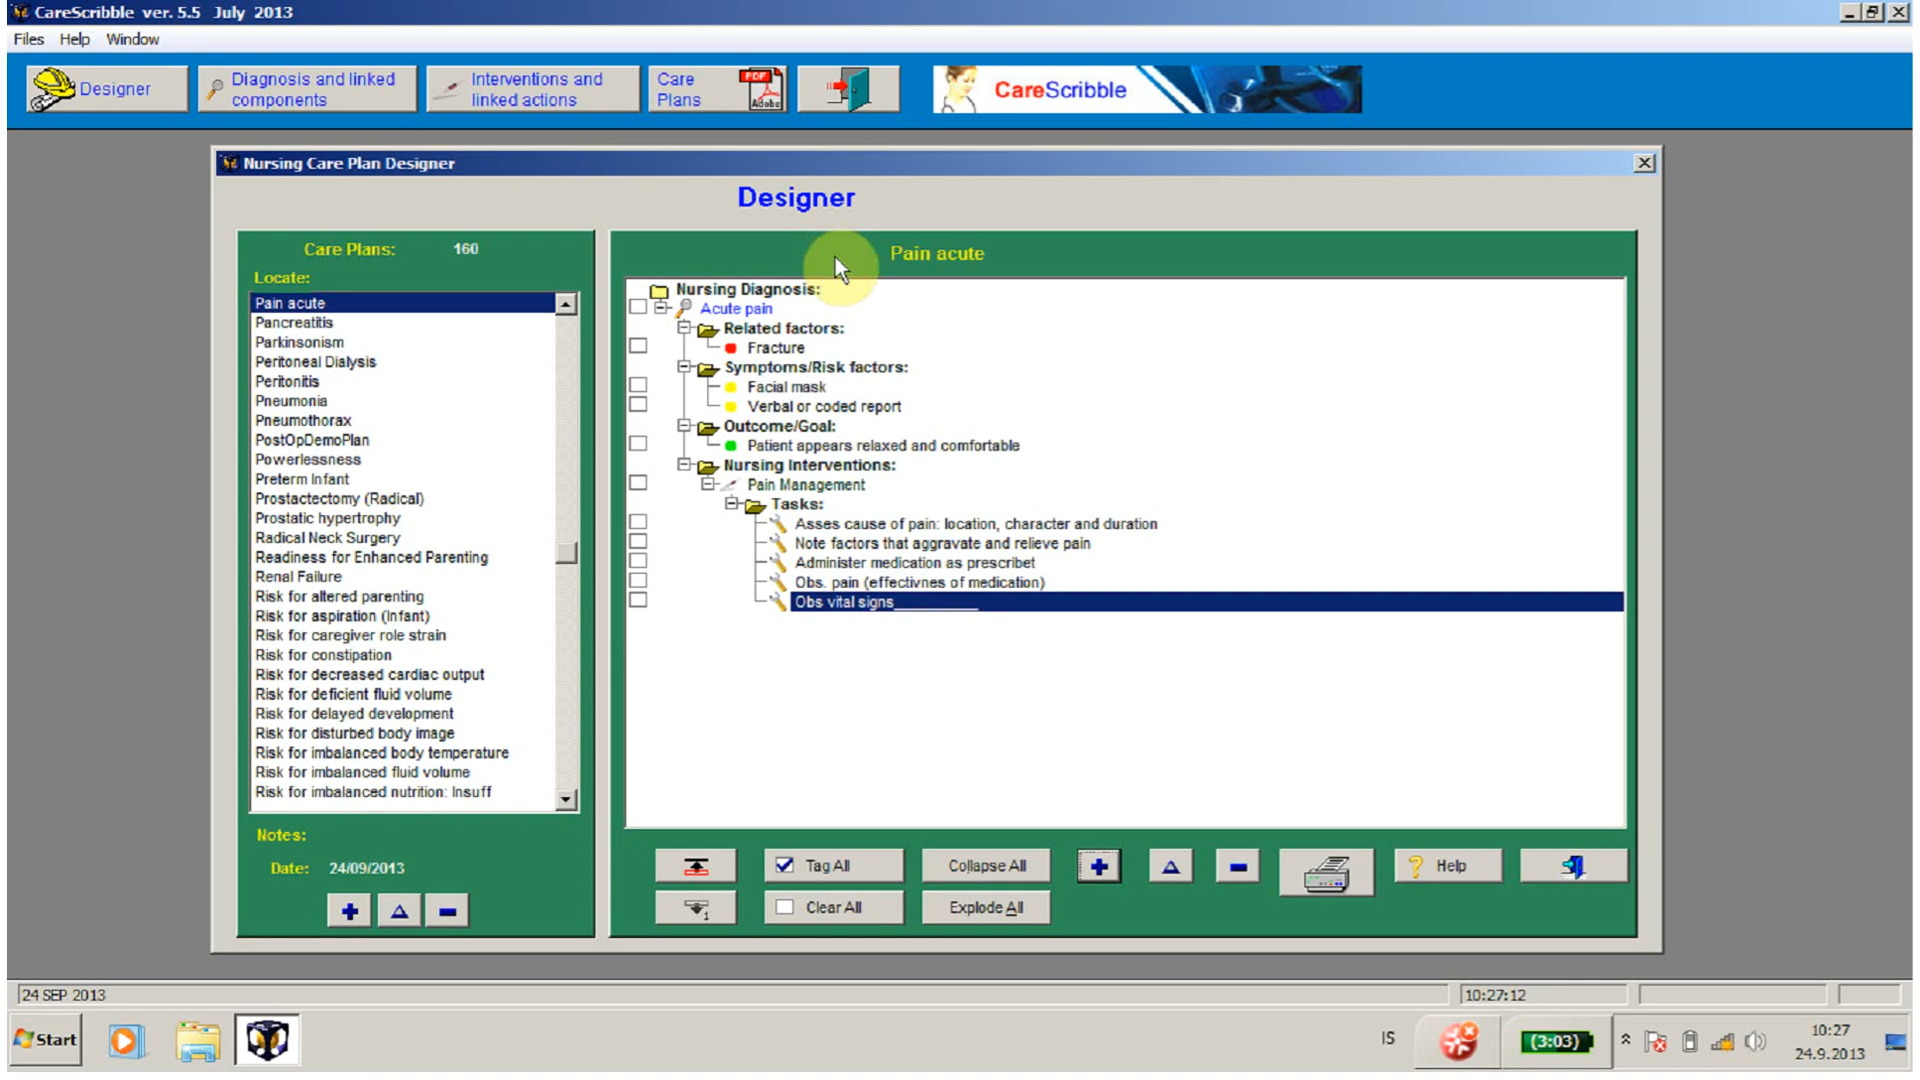 CareScribble ver. 5.5 July 2013
Files Help Window
Designer
Diagnosis and linked
components
Interventions and
linked actions
Care
Plans
PDF
Adobe
CareScribble
Nursing Care Plan Designer
Designer
Care Plans: 160
Locate:
Pain acute
Pancreatitis
Parkinsonism
Peritoneal Dialysis
Peritonitis
Pneumonia
Pneumothorax
PostOpDemoPlan
Powerlessness
Preterm Infant
Prostactectomy (Radical)
Prostatic hypertrophy
Radical Neck Surgery
Readiness for Enhanced Parenting
Renal Failure
Risk for altered parenting
Risk for aspiration (Infant)
Risk for caregiver role strain
Risk for constipation
Risk for decreased cardiac output
Risk for deficient fluid volume
Risk for delayed development
Risk for disturbed body image
Risk for imbalanced body temperature
Risk for imbalanced fluid volume
Risk for imbalanced nutrition: Insuff
Notes:
Date: 24/09/2013
Pain acute
Nursing Diagnosis:
Acute pain
Related factors:
Fracture
Symptoms/Risk factors:
Facial mask
Verbal or coded report
Outcome/Goal:
Patient appears relaxed and comfortable
Nursing Interventions:
Pain Management
Tasks:
Asses cause of pain: location, character and duration
Note factors that aggravate and relieve pain
Administer medication as prescribet
Obs. pain (effectivnes of medication)
Obs vital signs___________
Tag All
Collapse All
Help
1
Clear All
Explode All
24 SEP 2013
10:27:12
Start
IS
(3:03)
10:27
24.9.2013